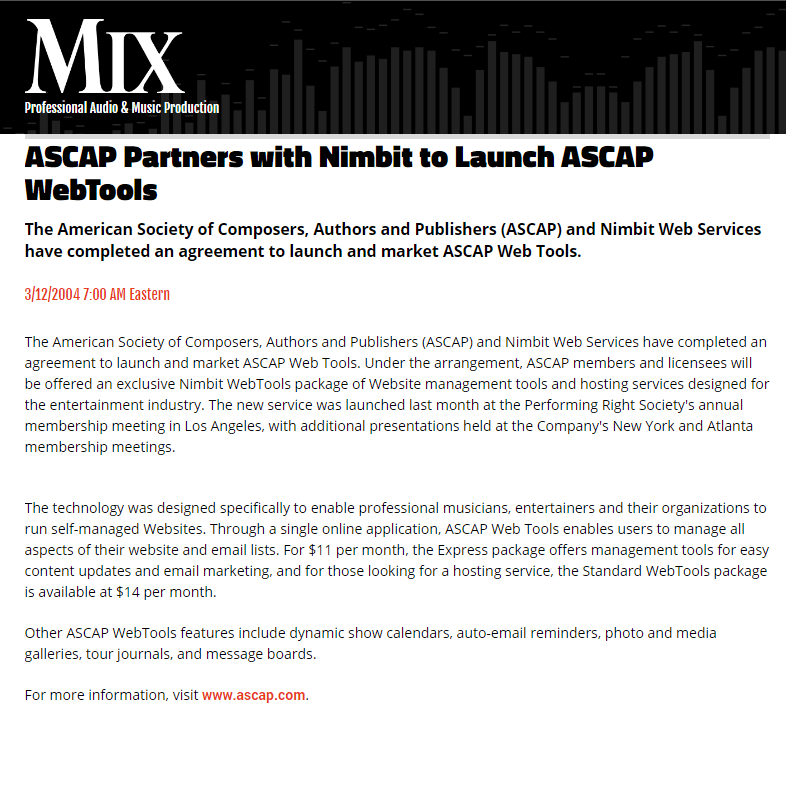 MIX
Professional Audio & Music Production
ASCAP Partners with Nimbit to Launch ASCAP
WebTools
The American Society of Composers, Authors and Publishers (ASCAP) and Nimbit Web Services
have completed an agreement to launch and market ASCAP Web Tools.
3/12/2004 7:00 AM Eastern
The American Society of Composers, Authors and Publishers (ASCAP) and Nimbit Web Services have completed an
agreement to launch and market ASCAP Web Tools. Under the arrangement, ASCAP members and licensees will
be offered an exclusive Nimbit WebTools package of Website management tools and hosting services designed for
the entertainment industry. The new service was launched last month at the Performing Right Society's annual
membership meeting in Los Angeles, with additional presentations held at the Company's New York and Atlanta
membership meetings.
The technology was designed specifically to enable professional musicians, entertainers and their organizations to
run self-managed Websites. Through a single online application, ASCAP Web Tools enables users to manage all
aspects of their website and email lists. For $11 per month, the Express package offers management tools for easy
content updates and email marketing, and for those looking for a hosting service, the Standard WebTools package
is available at $14 per month.
Other ASCAP WebTools features include dynamic show calendars, auto-email reminders, photo and media
galleries, tour journals, and message boards.
For more information, visit www.ascap.com.